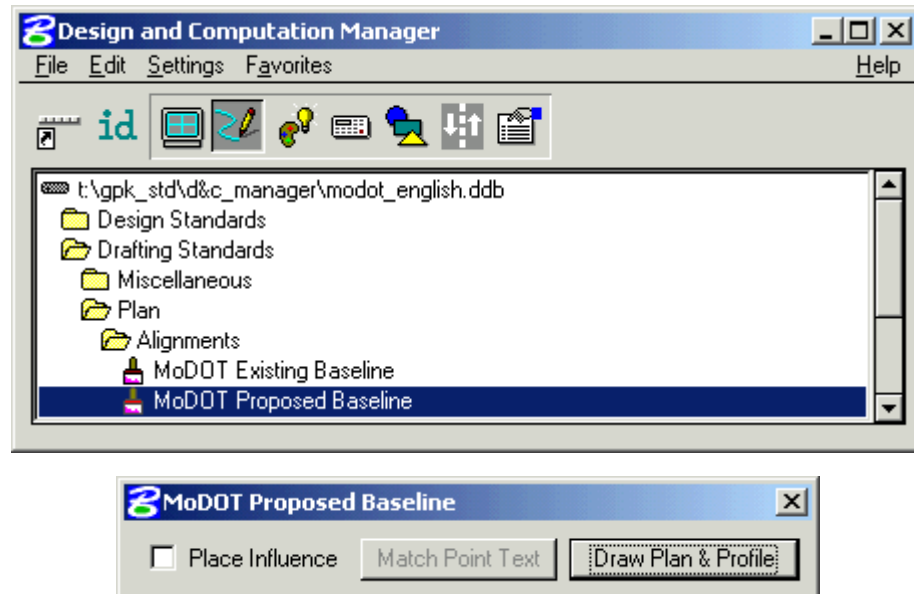 Design and Computation Manager
File Edit Settings Favorites Help
id
t:\gpk_std\d&c_manager\modot_english.ddb
Design Standards
Drafting Standards
Miscellaneous
Plan
Alignments
MoDOT Existing Baseline
MoDOT Proposed Baseline
MoDOT Proposed Baseline
Place Influence Match Point Text Draw Plan & Profile